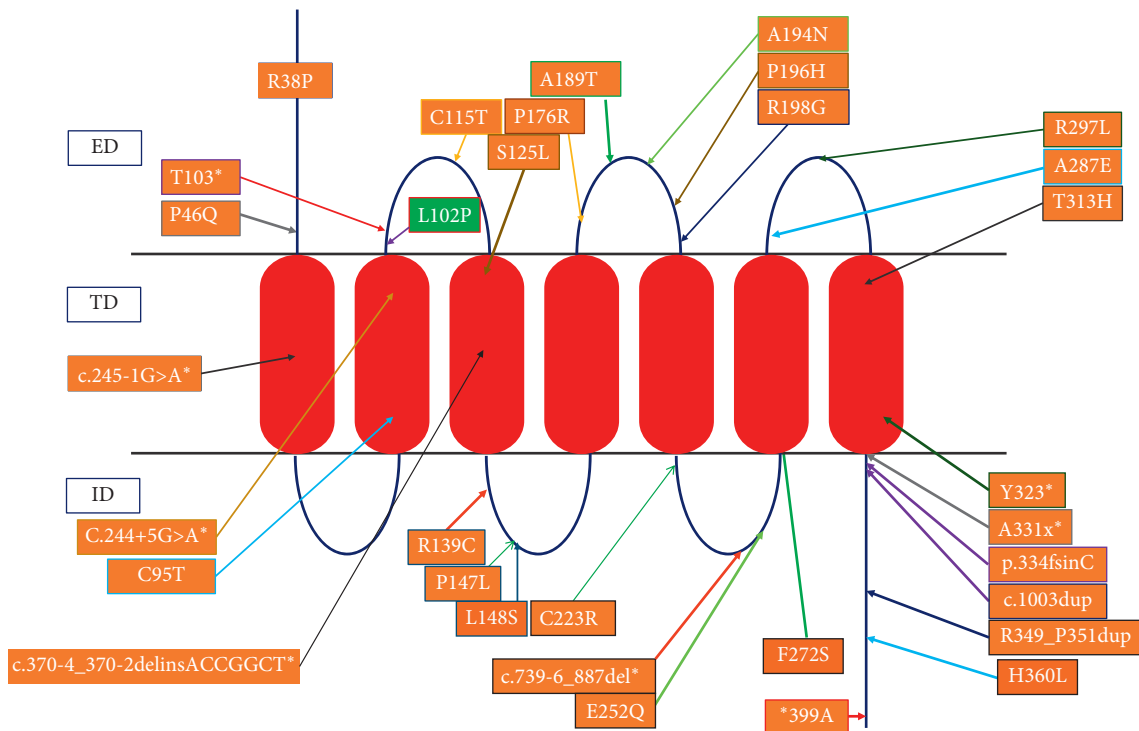 A194N
R38P
A189T
P196H
C115T
P176R
R198G
ED
S125L
R297L
T103*
A287E
P46Q
L102P
T313H
TD
c.245-1G>A*
ID
Y323*
C.244+5G>A*
R139C
A331x*
C95T
P147L
p.334fsinC
L148S
C223R
c.1003dup
R349_P351dup
c.370-4_370-2delinsACCGGCT*
F272S
c.739-6_887del*
H360L
E252Q
*399A